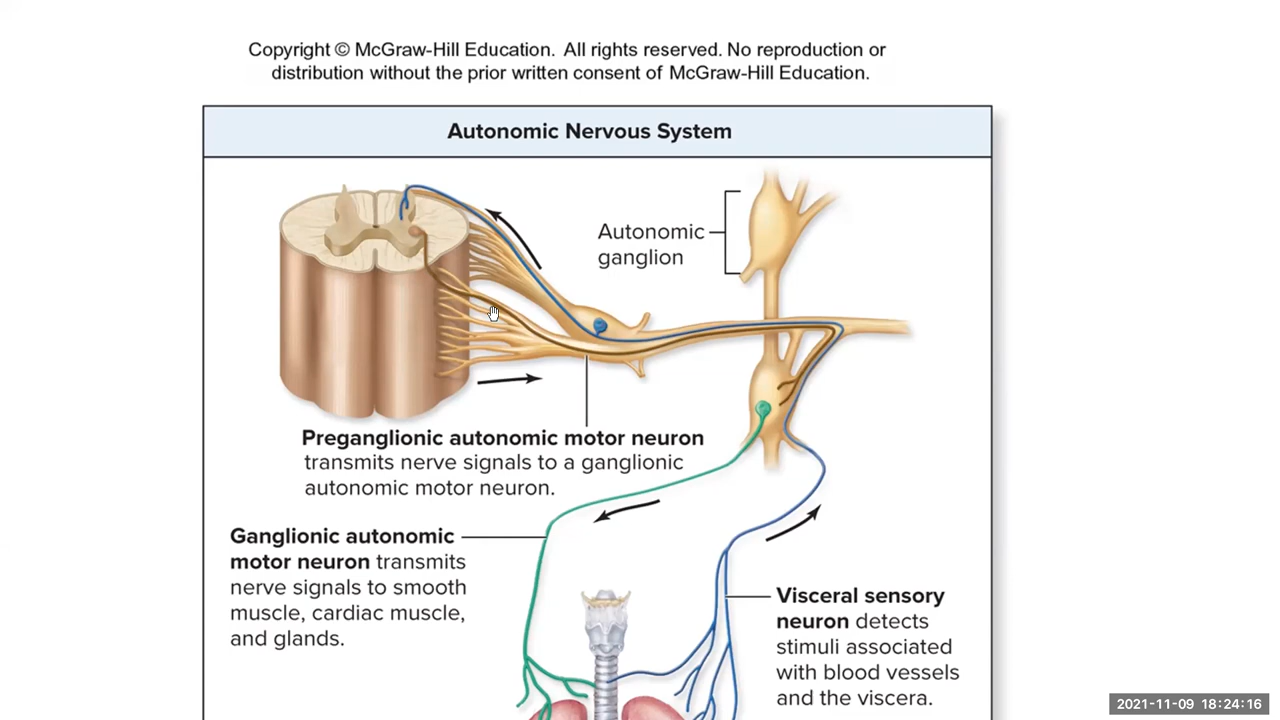 Copyright © McGraw-Hill Education. All rights reserved. No reproduction or
distribution without the prior written consent of McGraw-Hill Education.
Autonomic Nervous System
Autonomic
ganglion
Preganglionic autonomic motor neuron
transmits nerve signals to a ganglionic
autonomic motor neuron.
Ganglionic autonomic
motor neuron transmits
nerve signals to smooth
muscle, cardiac muscle,
and glands.
Visceral sensory
neuron detects
stimuli associated
with blood vessels
and the viscera.
2021-11-09 18:24:16